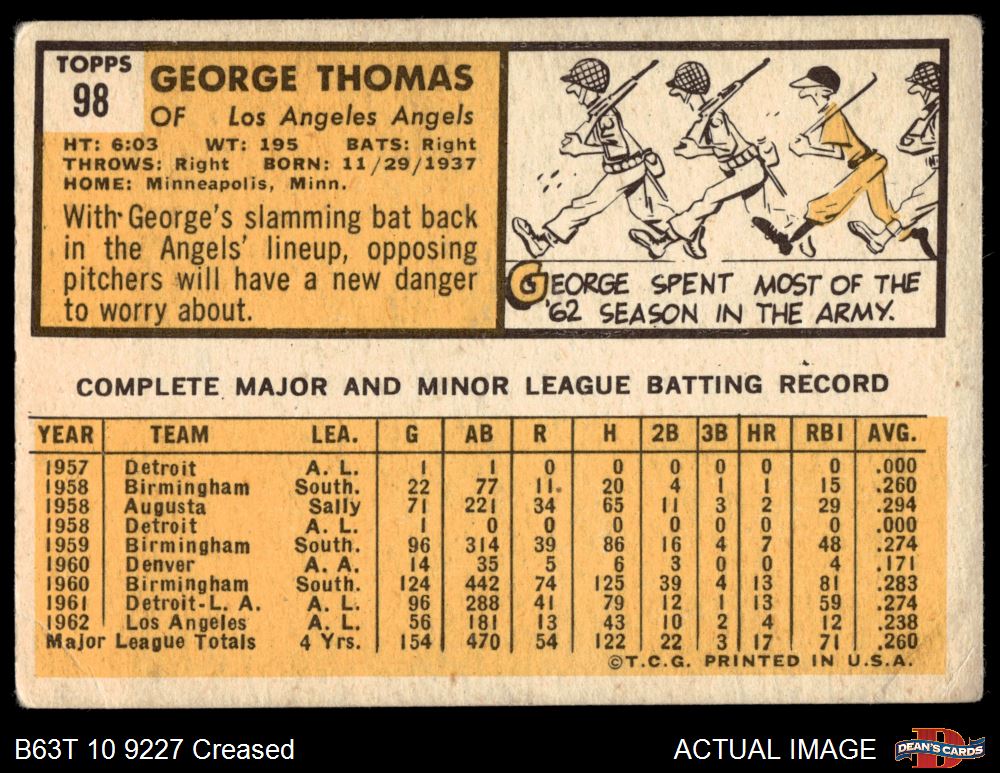 TOPPS
98
GEORGE THOMAS
OF Los Angeles Angels
HT: 6:03 WT: 195 BATS: Right
THROWS: Right BORN: 11/29/1937
HOME: Minneapolis, Minn.
With George's slamming bat back
in the Angels' lineup, opposing
pitchers will have a new danger
to worry about.
GEORGE SPENT MOST OF THE
'62 SEASON IN THE ARMY.
COMPLETE MAJOR AND MINOR LEAGUE BATTING RECORD
YEAR TEAM LEA. G AB R H 2B 3B HR RBI AVG.
1957 Detroit A. L. 1 1 0 0 0 0 0 0 .000
1958 Birmingham South. 22 77 11 20 4 1 1 15 .260
1958 Augusta Sally 71 221 34 65 11 3 2 29 .294
1958 Detroit A. L. 1 0 0 0 0 0 0 0 .000
1959 Birmingham South. 96 314 39 86 16 4 7 48 .274
1960 Denver A. A. 14 35 5 6 3 0 0 4 .171
1960 Birmingham South. 124 442 74 125 39 4 13 81 .283
1961 Detroit-L. A. A. L. 96 288 41 79 12 1 13 59 .274
1962 Los Angeles A. L. 56 181 13 43 10 2 4 12 .238
Major League Totals 4 Yrs. 154 470 54 122 22 3 17 71 .260
©T.C.G. PRINTED IN U.S.A.
B63T 10 9227 Creased
ACTUAL IMAGE
DEAN'S CARDS